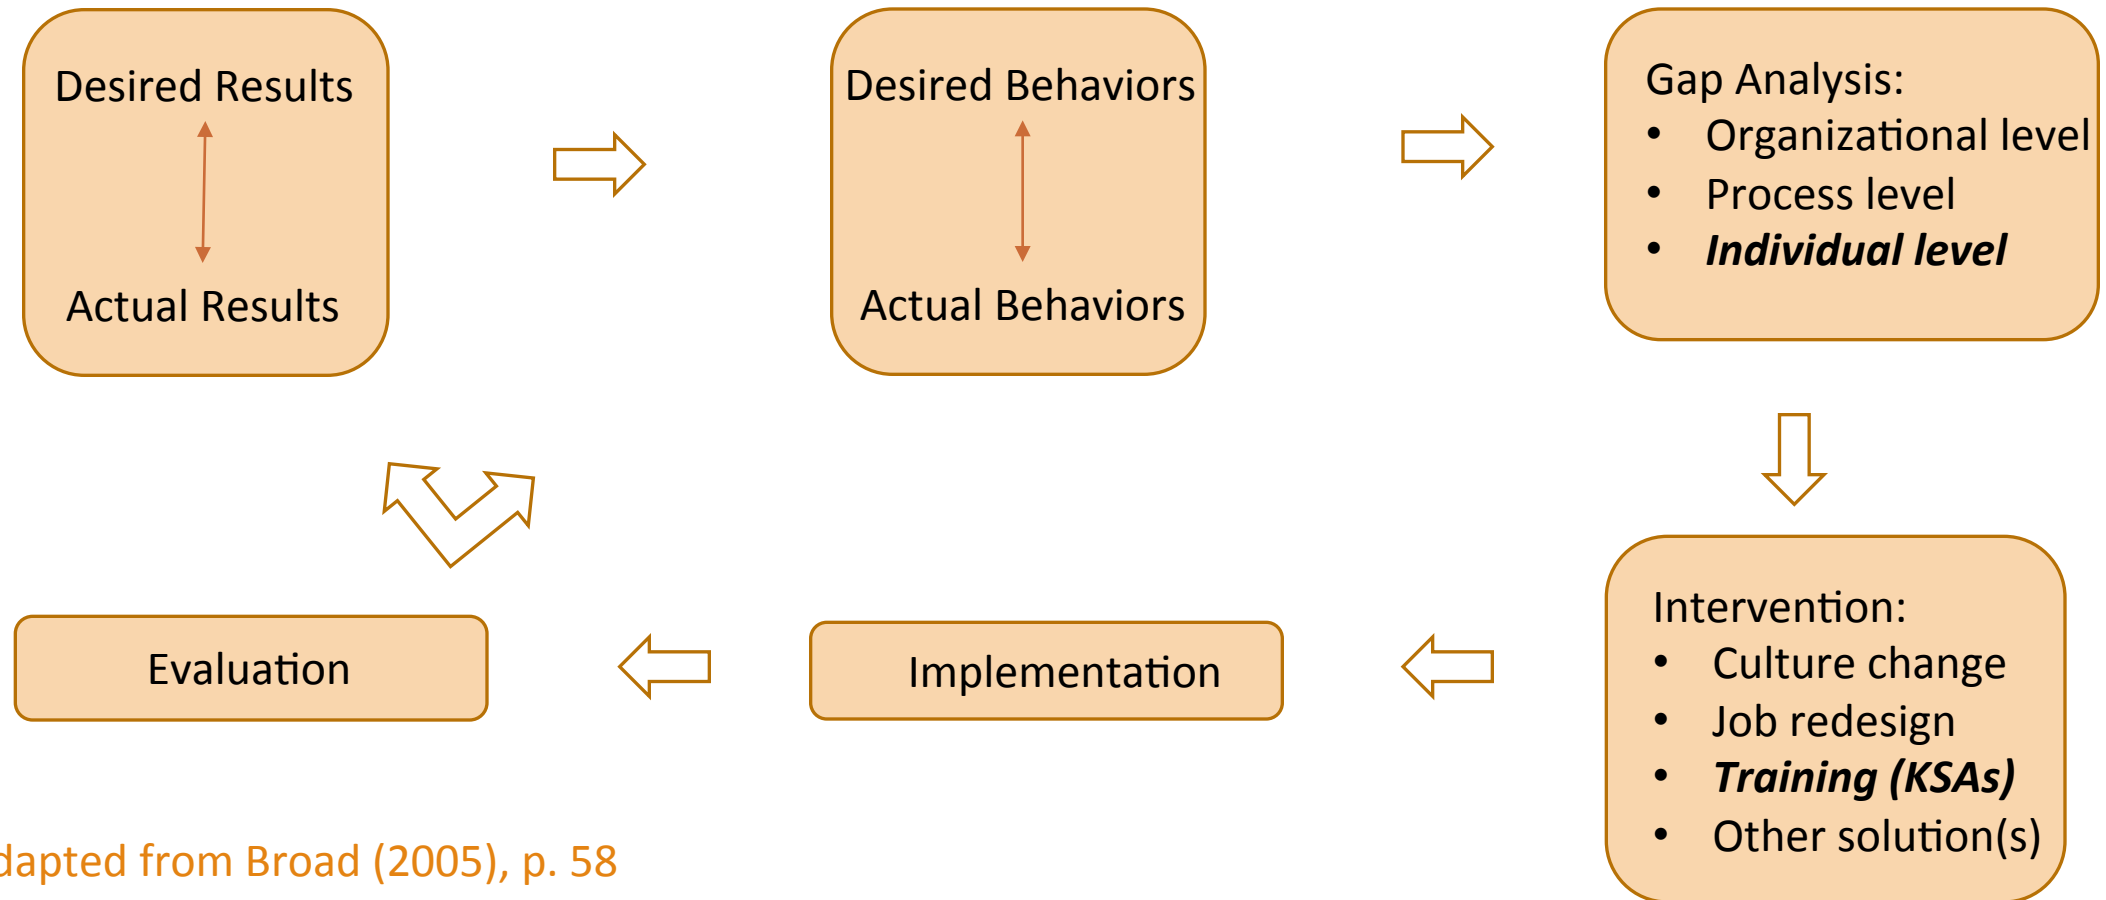 Desired Results
Actual Results
Desired Behaviors
Actual Behaviors
Gap Analysis:
• Organizational level
• Process level
• Individual level
Intervention:
• Culture change
• Job redesign
• Training (KSAs)
• Other solution(s)
Implementation
Evaluation
dapted from Broad (2005), p. 58